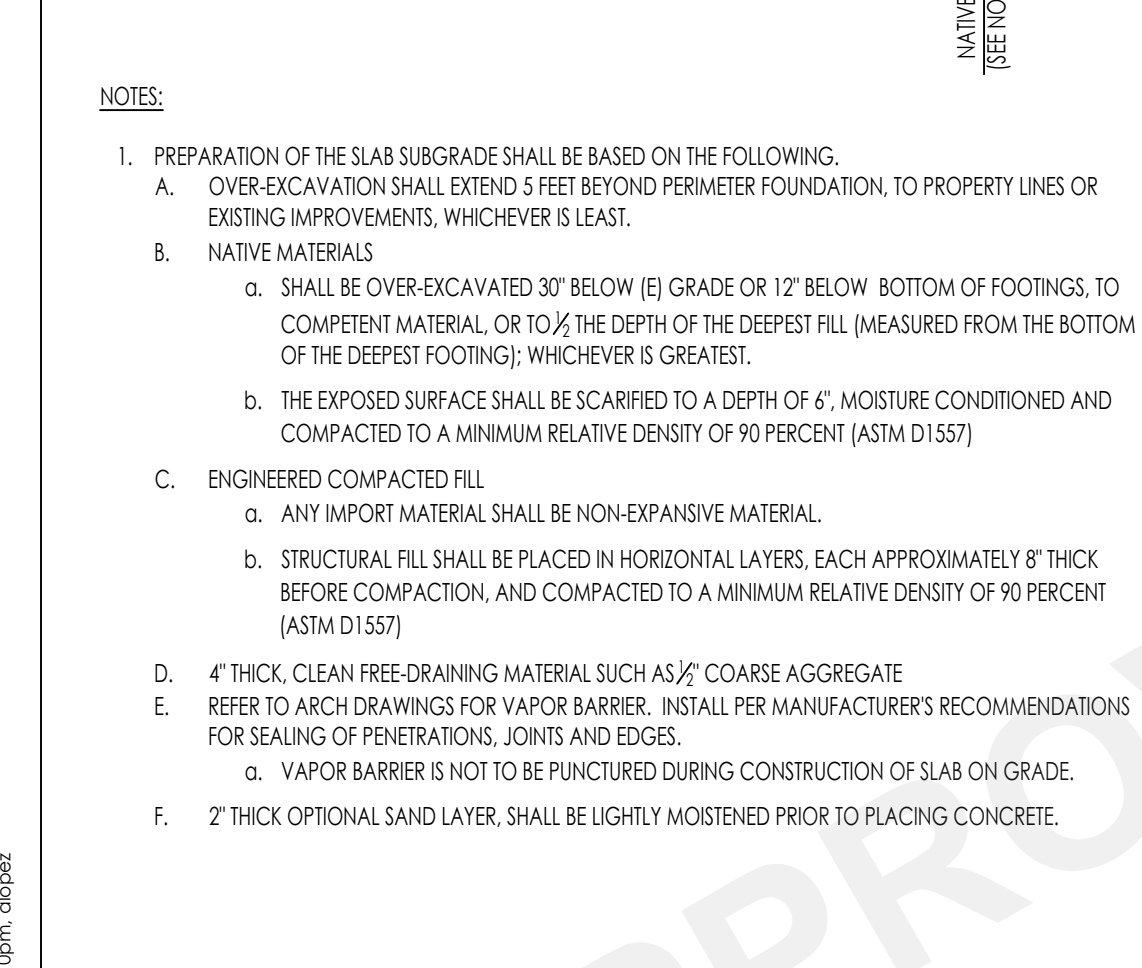 NATIVE
(SEE NO
NOTES:
1. PREPARATION OF THE SLAB SUBGRADE SHALL BE BASED ON THE FOLLOWING.
A. OVER-EXCAVATION SHALL EXTEND 5 FEET BEYOND PERIMETER FOUNDATION, TO PROPERTY LINES OR
EXISTING IMPROVEMENTS, WHICHEVER IS LEAST.
B. NATIVE MATERIALS
a. SHALL BE OVER-EXCAVATED 30" BELOW (E) GRADE OR 12" BELOW BOTTOM OF FOOTINGS, TO
COMPETENT MATERIAL, OR TO ½ THE DEPTH OF THE DEEPEST FILL (MEASURED FROM THE BOTTOM
OF THE DEEPEST FOOTING); WHICHEVER IS GREATEST.
b. THE EXPOSED SURFACE SHALL BE SCARIFIED TO A DEPTH OF 6", MOISTURE CONDITIONED AND
COMPACTED TO A MINIMUM RELATIVE DENSITY OF 90 PERCENT (ASTM D1557)
C. ENGINEERED COMPACTED FILL
a. ANY IMPORT MATERIAL SHALL BE NON-EXPANSIVE MATERIAL.
b. STRUCTURAL FILL SHALL BE PLACED IN HORIZONTAL LAYERS, EACH APPROXIMATELY 8" THICK
BEFORE COMPACTION, AND COMPACTED TO A MINIMUM RELATIVE DENSITY OF 90 PERCENT
(ASTM D1557)
D. 4" THICK, CLEAN FREE-DRAINING MATERIAL SUCH AS ½" COARSE AGGREGATE
E. REFER TO ARCH DRAWINGS FOR VAPOR BARRIER. INSTALL PER MANUFACTURER'S RECOMMENDATIONS
FOR SEALING OF PENETRATIONS, JOINTS AND EDGES.
a. VAPOR BARRIER IS NOT TO BE PUNCTURED DURING CONSTRUCTION OF SLAB ON GRADE.
F. 2" THICK OPTIONAL SAND LAYER, SHALL BE LIGHTLY MOISTENED PRIOR TO PLACING CONCRETE.
0pm, dlopez